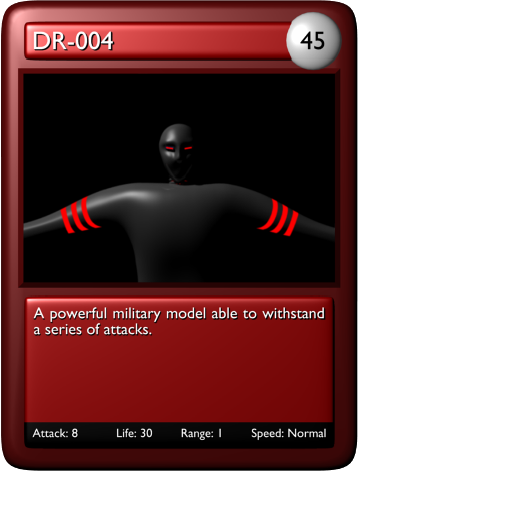 DR-004 45
A powerful military model able to withstand
a series of attacks.
Attack: 8 Life: 30 Range: 1 Speed: Normal